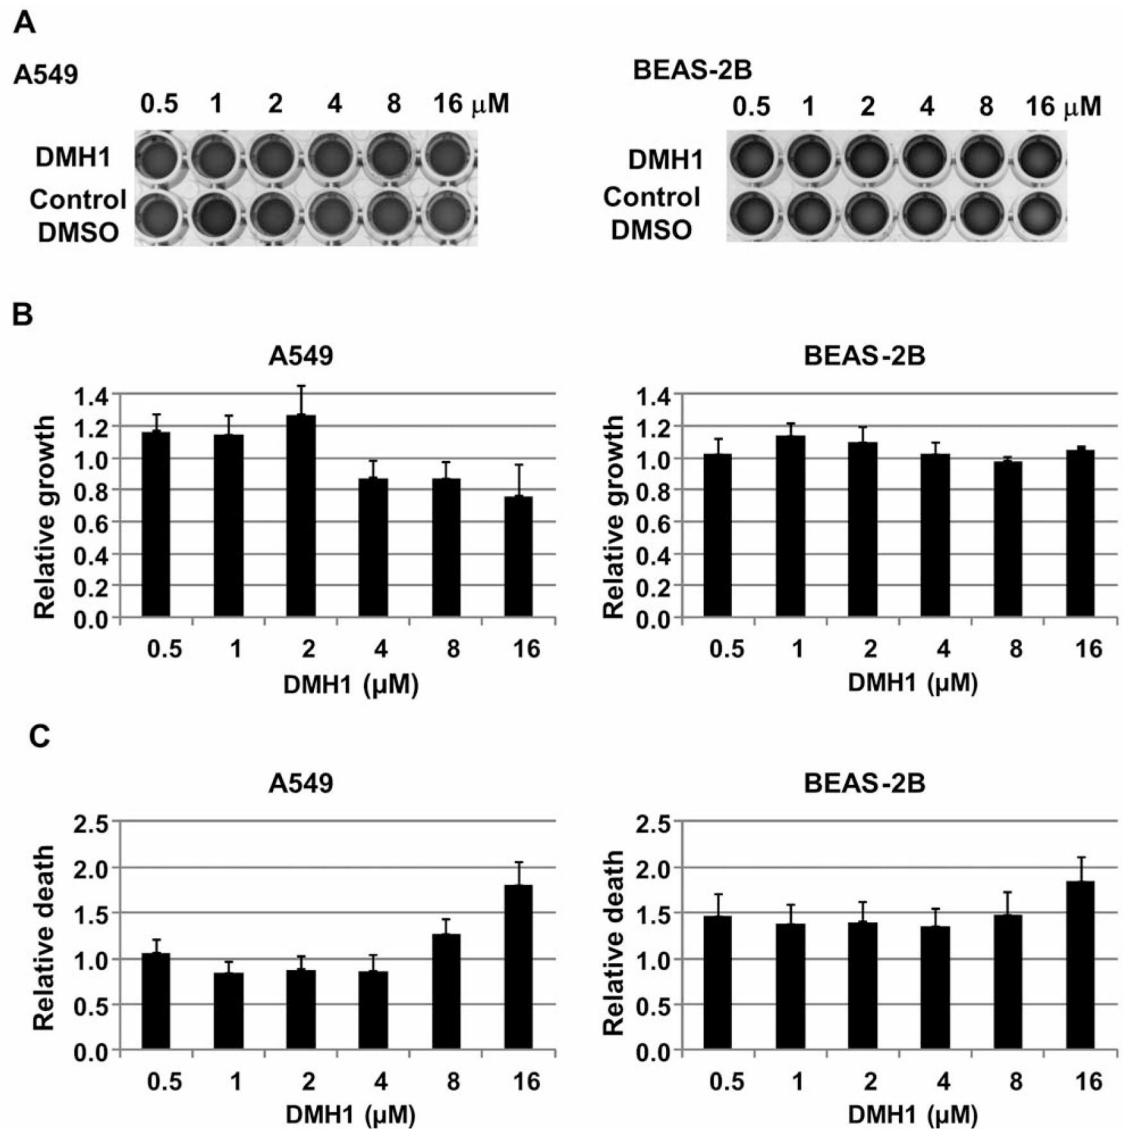 A
A549
0.5 1 2 4 8 16 µM
DMH1
Control
DMSO
BEAS-2B
0.5 1 2 4 8 16 µM
DMH1
Control
DMSO
B
A549
Relative growth
1.4
1.2
1.0
0.8
0.6
0.4
0.2
0.0
0.5 1 2 4 8 16
DMH1 (µM)
BEAS-2B
Relative growth
1.4
1.2
1.0
0.8
0.6
0.4
0.2
0.0
0.5 1 2 4 8 16
DMH1 (µM)
C
A549
Relative death
2.5
2.0
1.5
1.0
0.5
0.0
0.5 1 2 4 8 16
DMH1 (µM)
BEAS-2B
Relative death
2.5
2.0
1.5
1.0
0.5
0.0
0.5 1 2 4 8 16
DMH1 (µM)